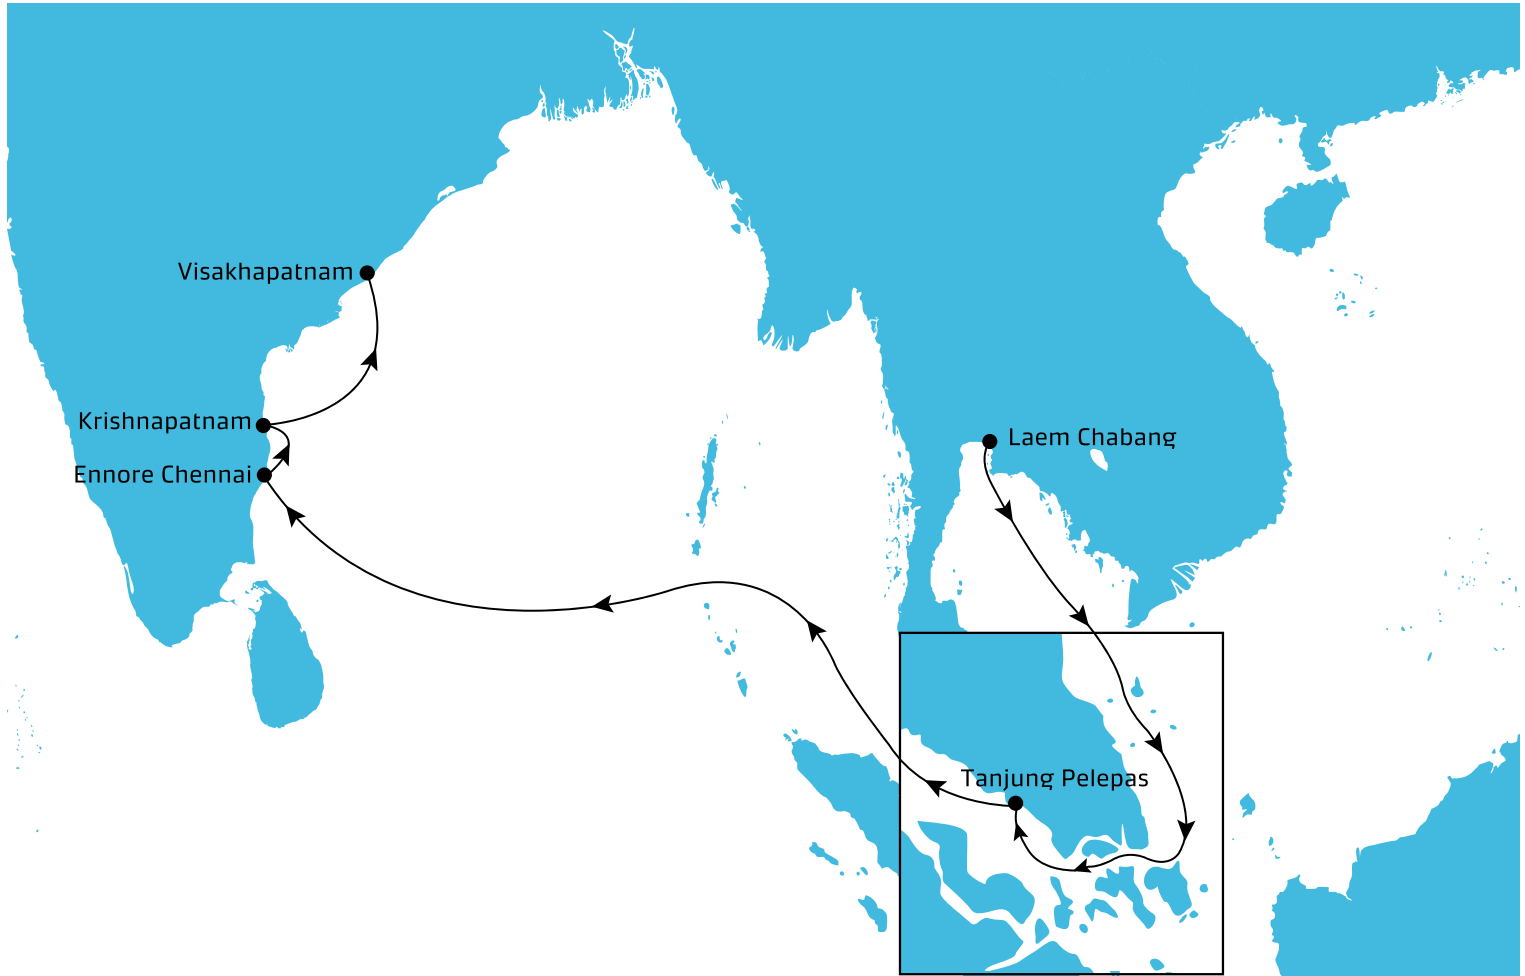 Visakhapatnam
Krishnapatnam
Laem Chabang
Ennore Chennai
Tanjung Pelepas